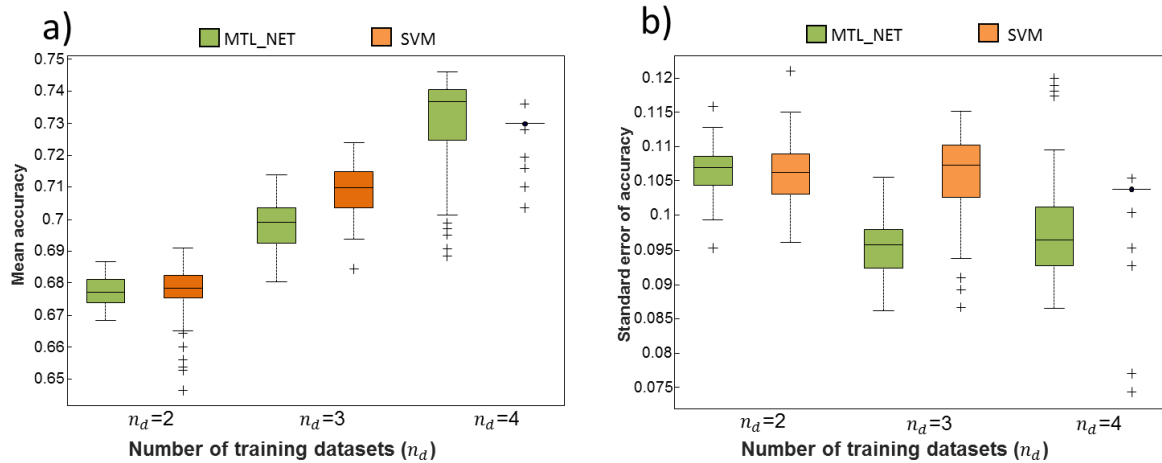 a)
MTL_NET SVM
Mean accuracy
0.75
0.74
0.73
0.72
0.71
0.7
0.69
0.68
0.67
0.66
0.65
n_d=2 n_d=3 n_d=4
Number of training datasets (n_d)
b)
MTL_NET SVM
Standard error of accuracy
0.12
0.115
0.11
0.105
0.1
0.095
0.09
0.085
0.08
0.075
n_d=2 n_d=3 n_d=4
Number of training datasets (n_d)